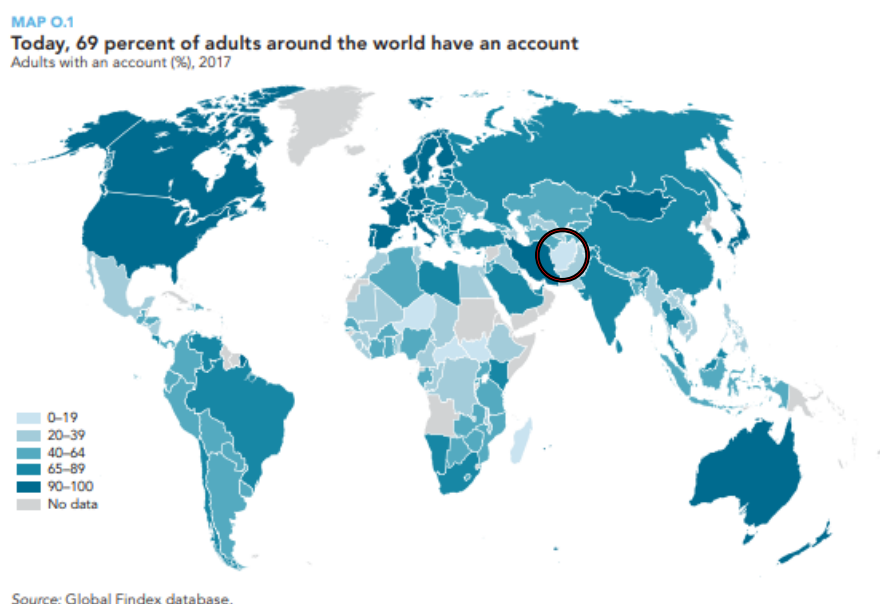 MAP O.1
Today, 69 percent of adults around the world have an account
Adults with an account (%), 2017
0–19
20–39
40–64
65–89
90–100
No data
Source: Global Findex database.